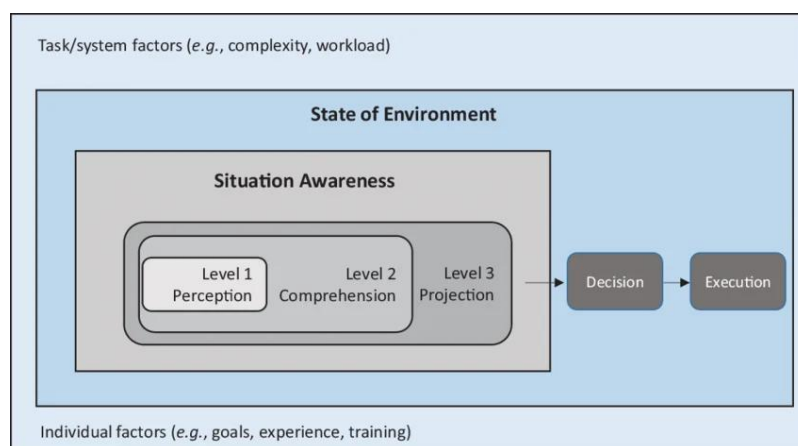 Task/system factors (e.g., complexity, workload)
State of Environment
Situation Awareness
Level 1
Perception
Level 2
Comprehension
Level 3
Projection
Decision
Execution
Individual factors (e.g., goals, experience, training)